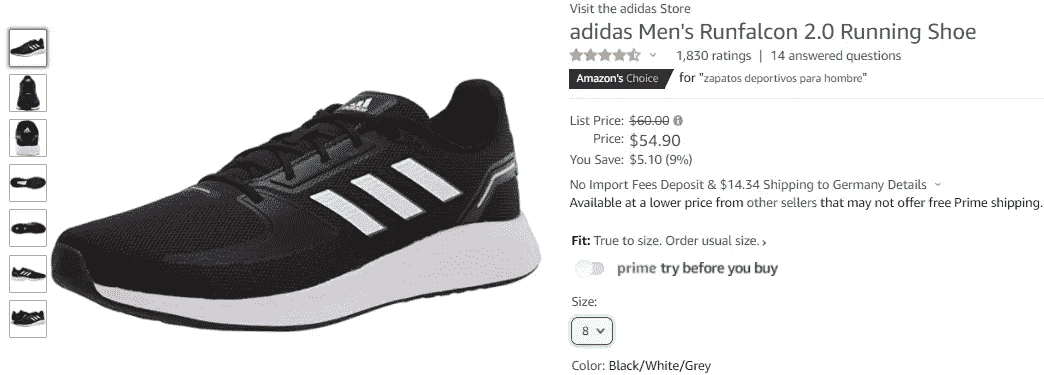 Visit the adidas Store
adidas Men's Runfalcon 2.0 Running Shoe
1,830 ratings | 14 answered questions
Amazon's Choice for "zapatos deportivos para hombre"
List Price: $60.00
Price: $54.90
You Save: $5.10 (9%)
No Import Fees Deposit & $14.34 Shipping to Germany Details
Available at a lower price from other sellers that may not offer free Prime shipping.
Fit: True to size. Order usual size. ›
prime try before you buy
Size:
8
Color: Black/White/Grey